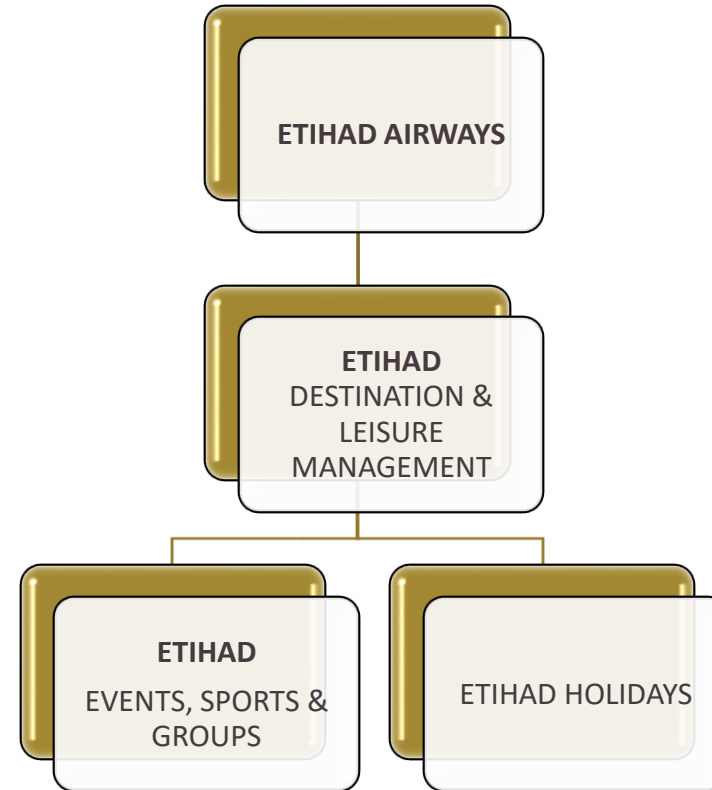 ETIHAD AIRWAYS
ETIHAD
DESTINATION &
LEISURE
MANAGEMENT
ETIHAD
EVENTS, SPORTS &
GROUPS
ETIHAD HOLIDAYS